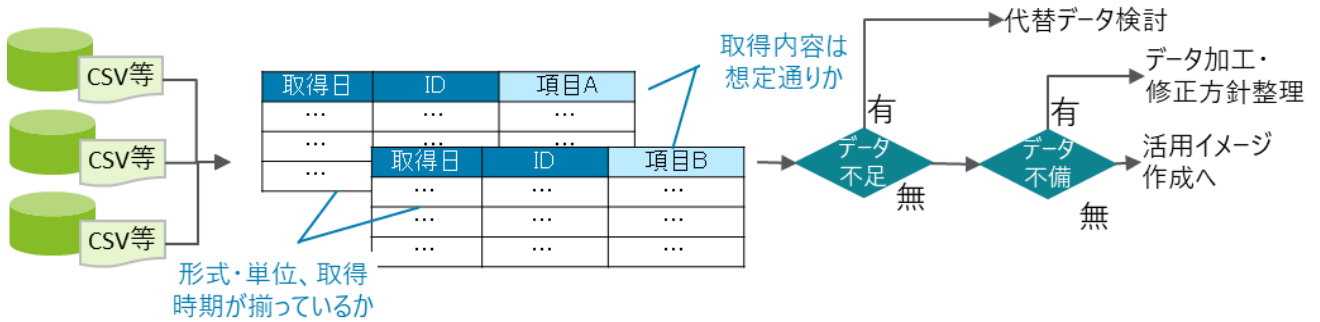 CSV等
CSV等
CSV等
取得日 ID 項目A
… … …
… … …
…
取得日 ID 項目B
… … …
… … …
… … …
取得内容は
想定通りか
形式・単位、取得
時期が揃っているか
データ
不足
有
無
代替データ検討
データ
不備
有
無
データ加工・
修正方針整理
活用イメージ
作成へ